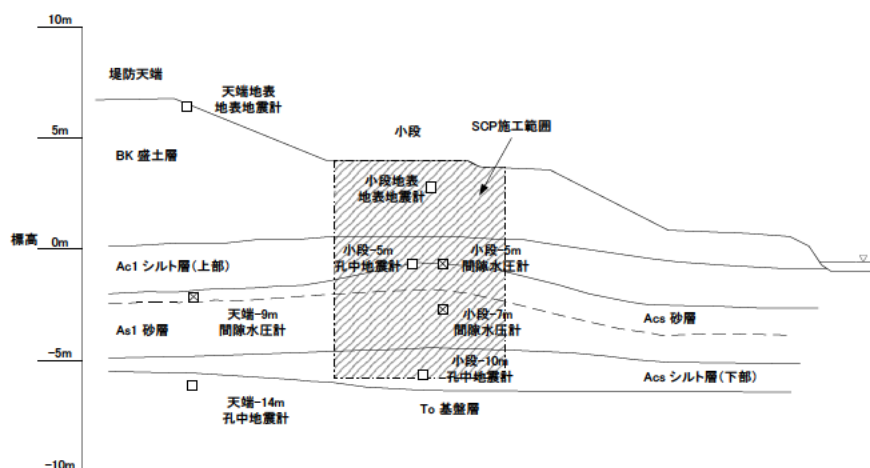 10m
堤防天端
天端地表
地表地震計
小段
SCP施工範囲
5m
BK 盛土層
小段地表
地表地震計
標高
0m
小段-5m
孔中地震計
小段-5m
間隙水圧計
Ac1 シルト層(上部)
天端-9m
間隙水圧計
小段-7m
間隙水圧計
Acs 砂層
As1 砂層
-5m
小段-10m
孔中地震計
Acs シルト層(下部)
天端-14m
孔中地震計
To 基盤層
-10m